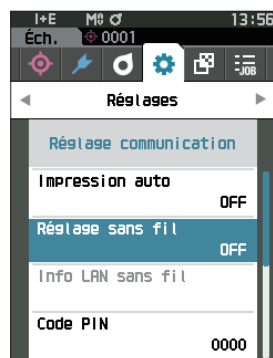 I+E M0 13:56
Éch. 0001
JOB
Réglages
Réglage communication
Impression auto
OFF
Réglage sans fil
OFF
Info LAN sans fil
Code PIN
0000